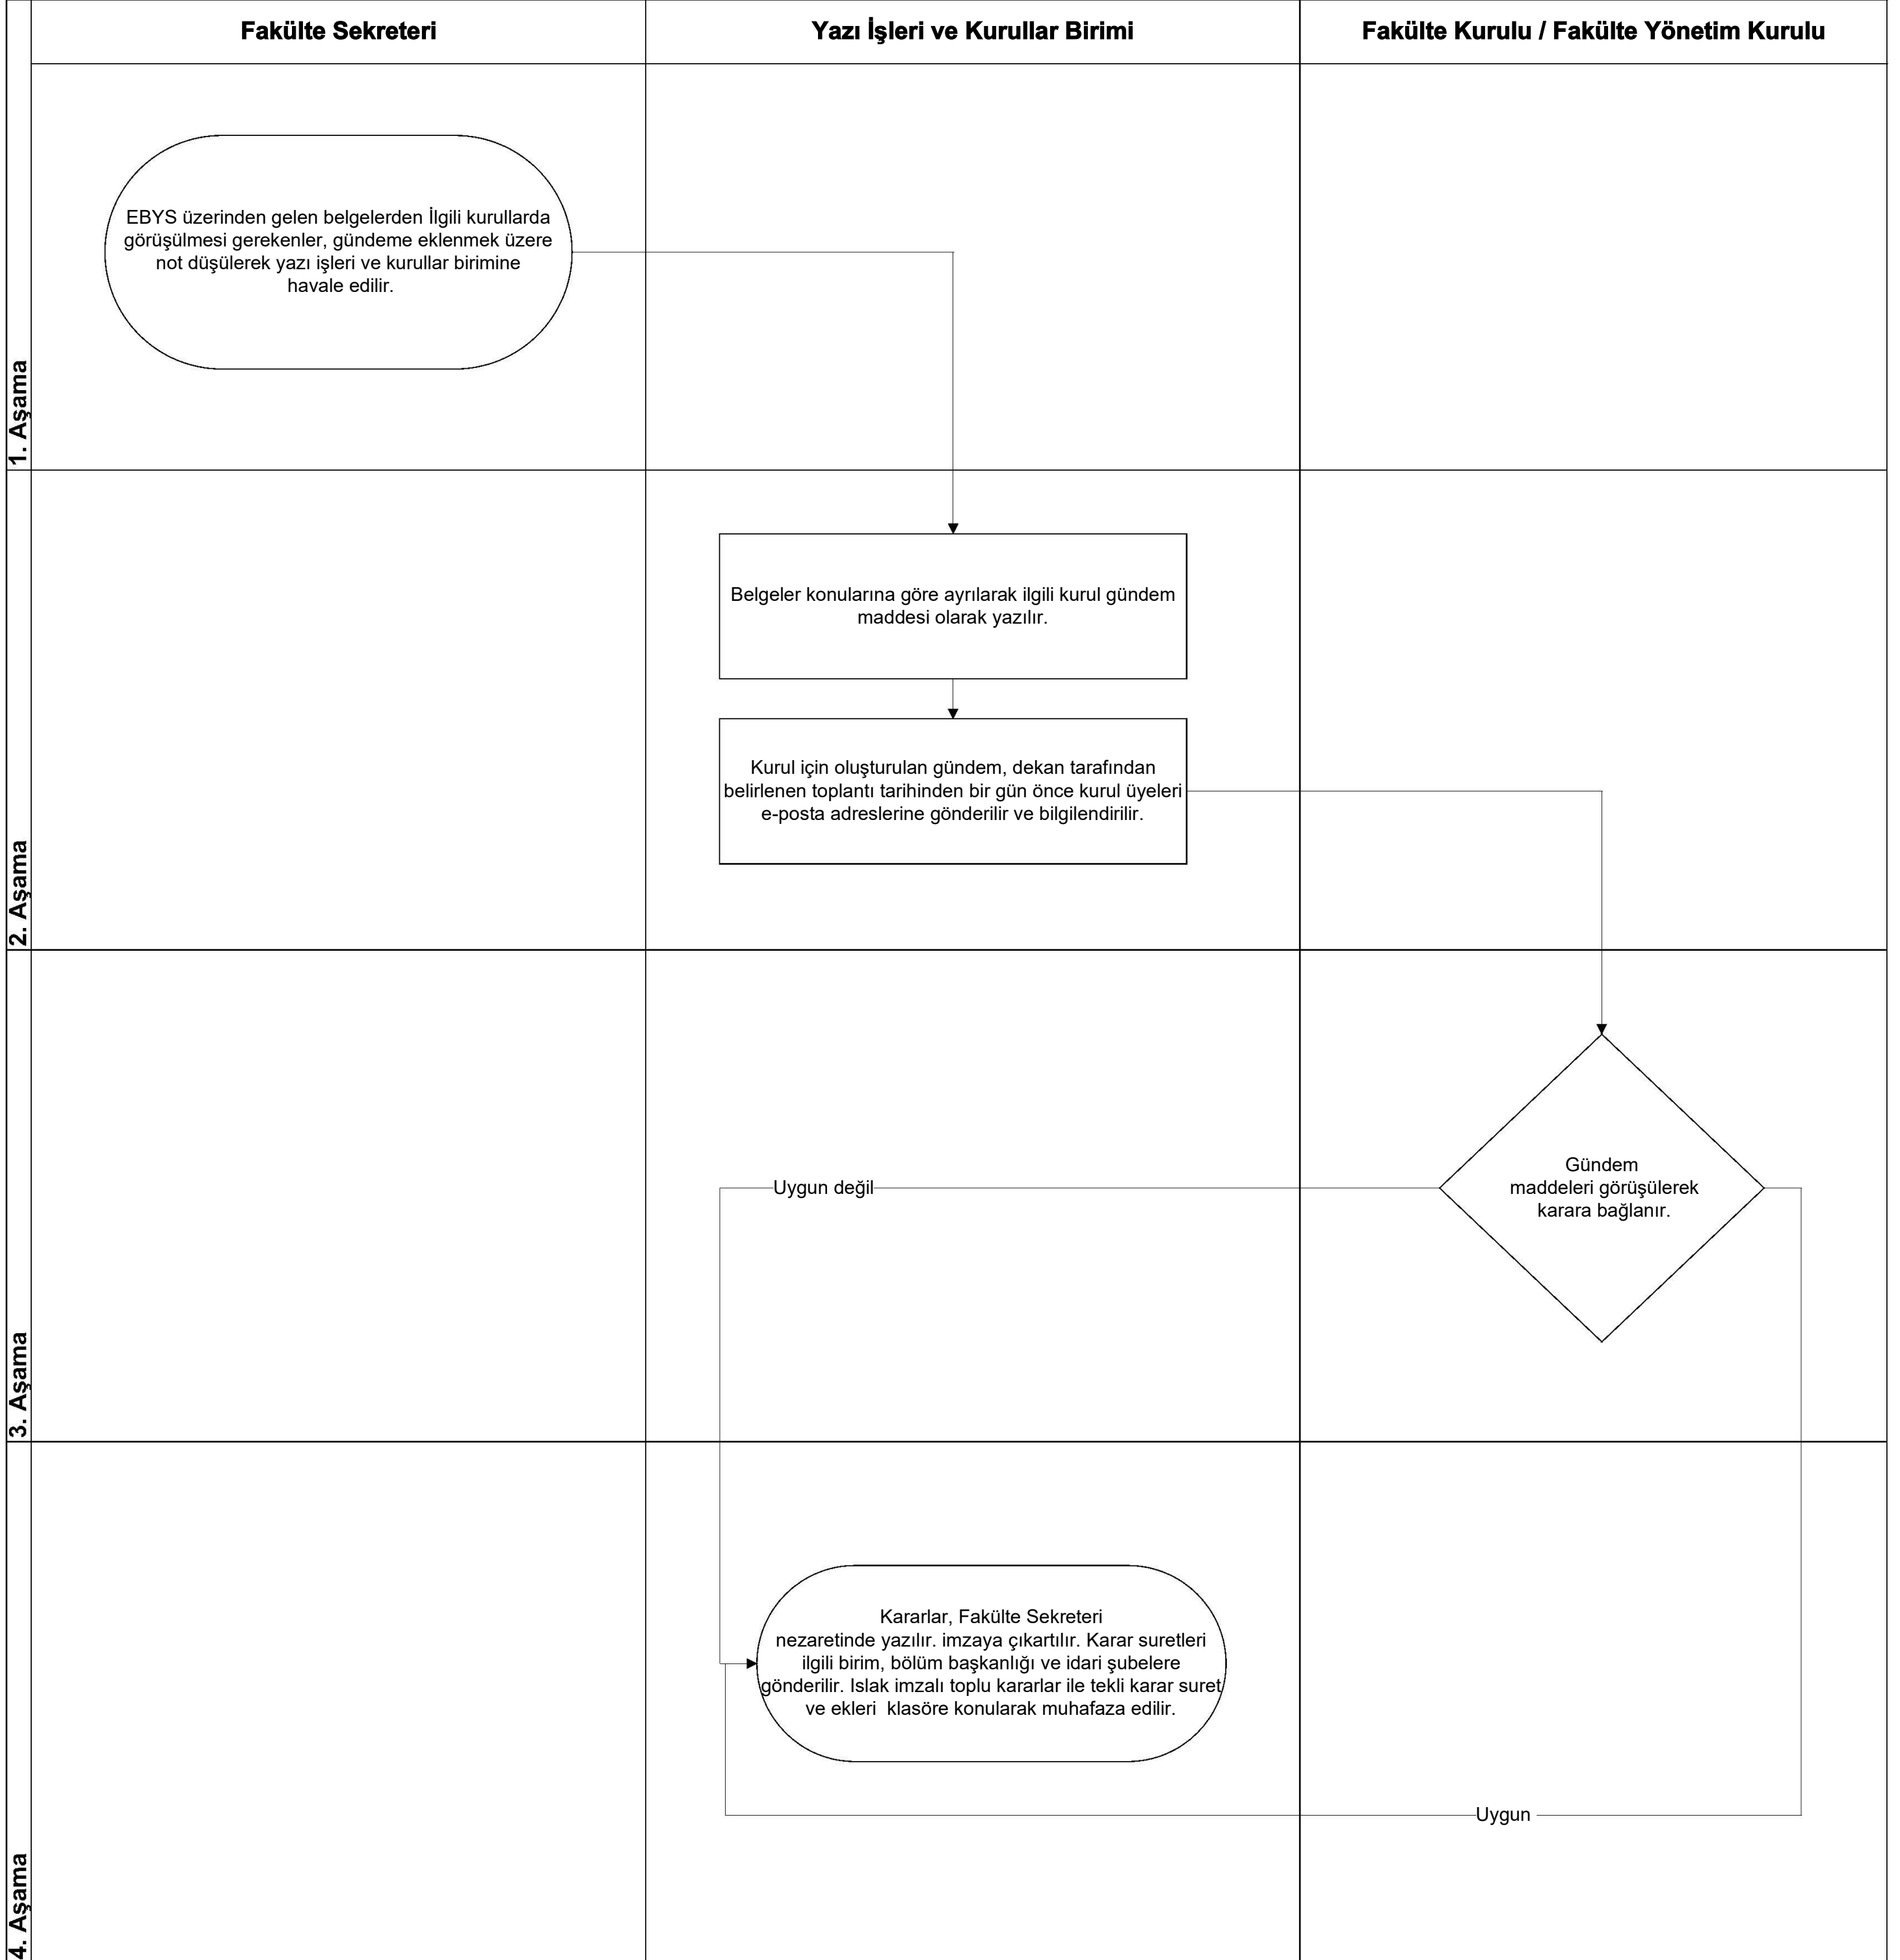 Fakülte Sekreteri
Yazı İşleri ve Kurullar Birimi
Fakülte Kurulu / Fakülte Yönetim Kurulu
1. Aşama
EBYS üzerinden gelen belgelerden İlgili kurullarda
görüşülmesi gerekenler, gündeme eklenmek üzere
not düşülerek yazı işleri ve kurullar birimine
havale edilir.
2. Aşama
Belgeler konularına göre ayrılarak ilgili kurul gündem
maddesi olarak yazılır.
Kurul için oluşturulan gündem, dekan tarafından
belirlenen toplantı tarihinden bir gün önce kurul üyeleri
e-posta adreslerine gönderilir ve bilgilendirilir.
3. Aşama
Gündem
maddeleri görüşülerek
karara bağlanır.
Uygun değil
4. Aşama
Kararlar, Fakülte Sekreteri
nezaretinde yazılır. imzaya çıkartılır. Karar suretleri
ilgili birim, bölüm başkanlığı ve idari şubelere
gönderilir. Islak imzalı toplu kararlar ile tekli karar suret
ve ekleri  klasöre konularak muhafaza edilir.
Uygun